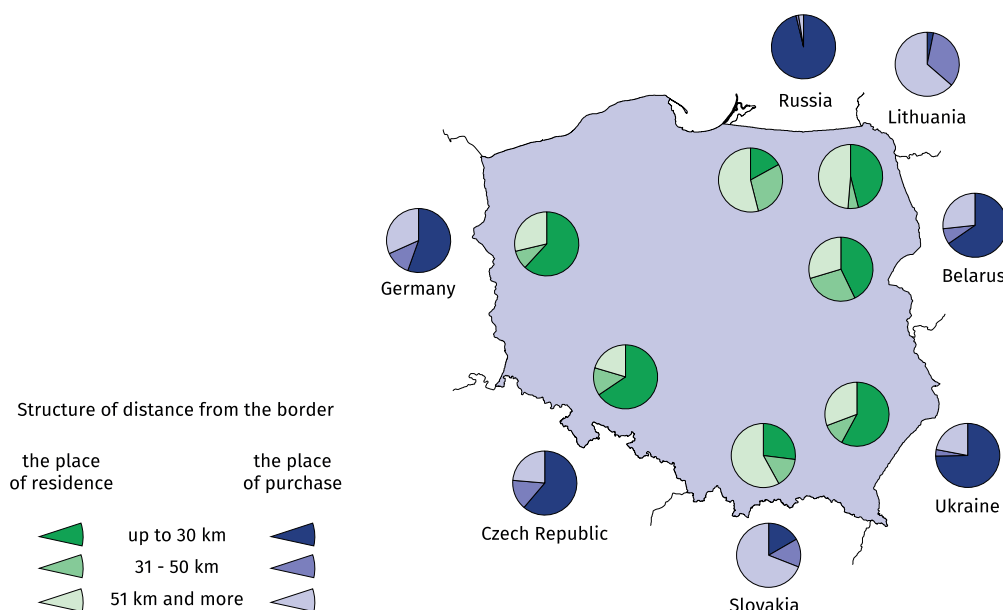 Russia
Lithuania
Germany
Belarus
Structure of distance from the border
the place
of residence
the place
of purchase
up to 30 km
31 - 50 km
51 km and more
Czech Republic
Ukraine
Slovakia